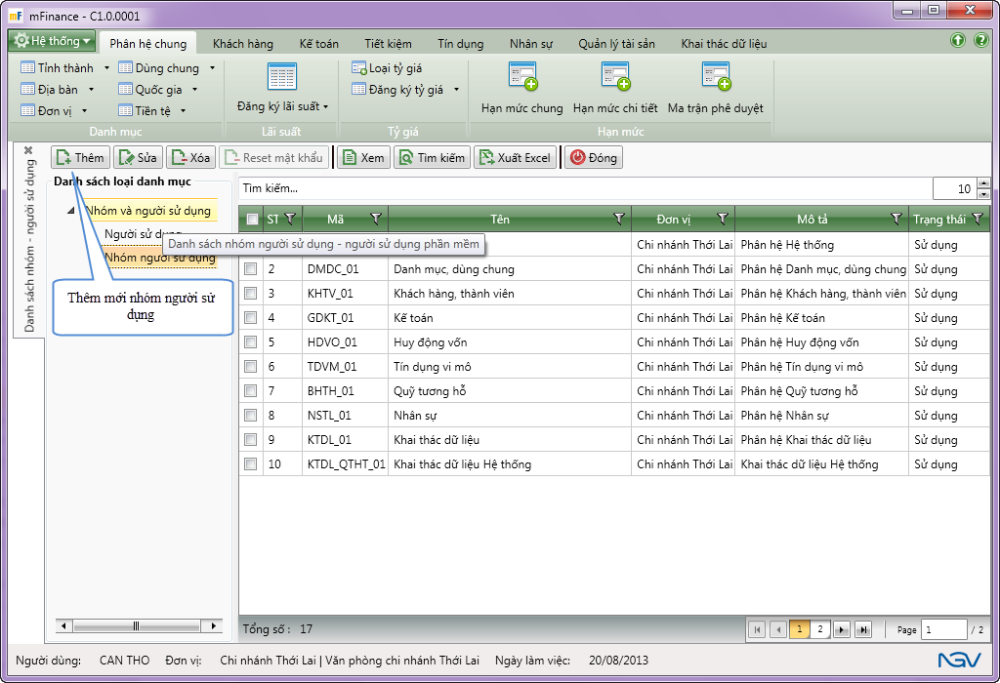 mF mFinance - C1.0.0001
Hệ thống Phân hệ chung Khách hàng Kế toán Tiết kiệm Tín dụng Nhân sự Quản lý tài sản Khai thác dữ liệu
Tỉnh thành Dùng chung
Địa bàn Quốc gia
Đơn vị Tiền tệ
Danh mục
Đăng ký lãi suất
Lãi suất
Loại tỷ giá
Đăng ký tỷ giá
Tỷ giá
Hạn mức chung Hạn mức chi tiết Ma trận phê duyệt
Hạn mức
Danh sách nhóm - người sử dụng
Thêm Sửa Xóa Reset mật khẩu Xem Tìm kiếm Xuất Excel Đóng
Danh sách loại danh mục
Nhóm và người sử dụng
Người sử dụng
Nhóm người sử dụng
Danh sách nhóm người sử dụng - người sử dụng phần mềm
Thêm mới nhóm người sử
dụng
Tìm kiếm... 10
ST Mã Tên Đơn vị Mô tả Trạng thái
Chi nhánh Thới Lai Phân hệ Hệ thống Sử dụng
2 DMDC_01 Danh mục, dùng chung Chi nhánh Thới Lai Phân hệ Danh mục, dùng chung Sử dụng
3 KHTV_01 Khách hàng, thành viên Chi nhánh Thới Lai Phân hệ Khách hàng, thành viên Sử dụng
4 GDKT_01 Kế toán Chi nhánh Thới Lai Phân hệ Kế toán Sử dụng
5 HDVO_01 Huy động vốn Chi nhánh Thới Lai Phân hệ Huy động vốn Sử dụng
6 TDVM_01 Tín dụng vi mô Chi nhánh Thới Lai Phân hệ Tín dụng vi mô Sử dụng
7 BHTH_01 Quỹ tương hỗ Chi nhánh Thới Lai Phân hệ Quỹ tương hỗ Sử dụng
8 NSTL_01 Nhân sự Chi nhánh Thới Lai Phân hệ Nhân sự Sử dụng
9 KTDL_01 Khai thác dữ liệu Chi nhánh Thới Lai Phân hệ Khai thác dữ liệu Sử dụng
10 KTDL_QTHT_01 Khai thác dữ liệu Hệ thống Chi nhánh Thới Lai Khai thác dữ liệu Hệ thống Sử dụng
Tổng số : 17 1 2 Page 1 / 2
Người dùng: CAN THO Đơn vị: Chi nhánh Thới Lai | Văn phòng chi nhánh Thới Lai Ngày làm việc: 20/08/2013 NGV